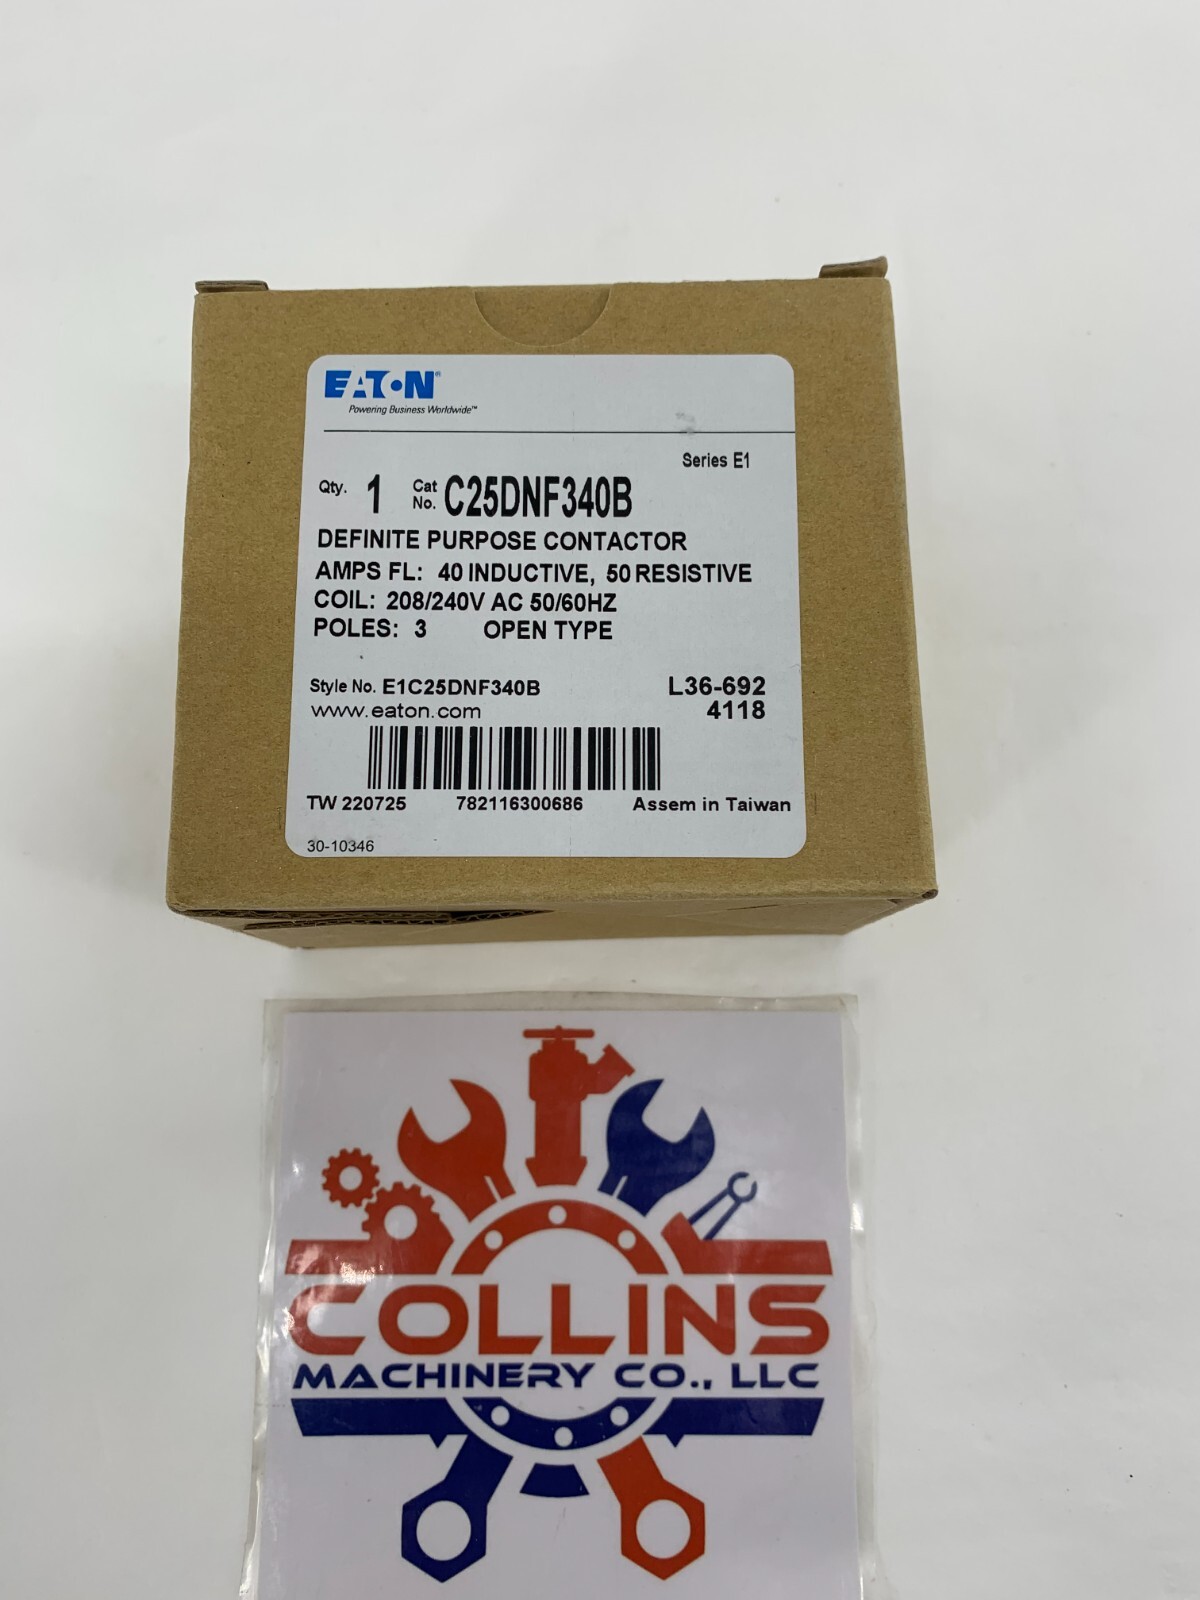 EATON®
Powering Business Worldwide™
Series E1
Qty. 1 Cat No. C25DNF340B
DEFINITE PURPOSE CONTACTOR
AMPS FL: 40 INDUCTIVE, 50 RESISTIVE
COIL: 208/240V AC 50/60HZ
POLES: 3 OPEN TYPE
Style No. E1C25DNF340B L36-692
www.eaton.com 4118
TW 220725 782116300686 Assem in Taiwan
30-10346
COLLINS
MACHINERY CO., LLC